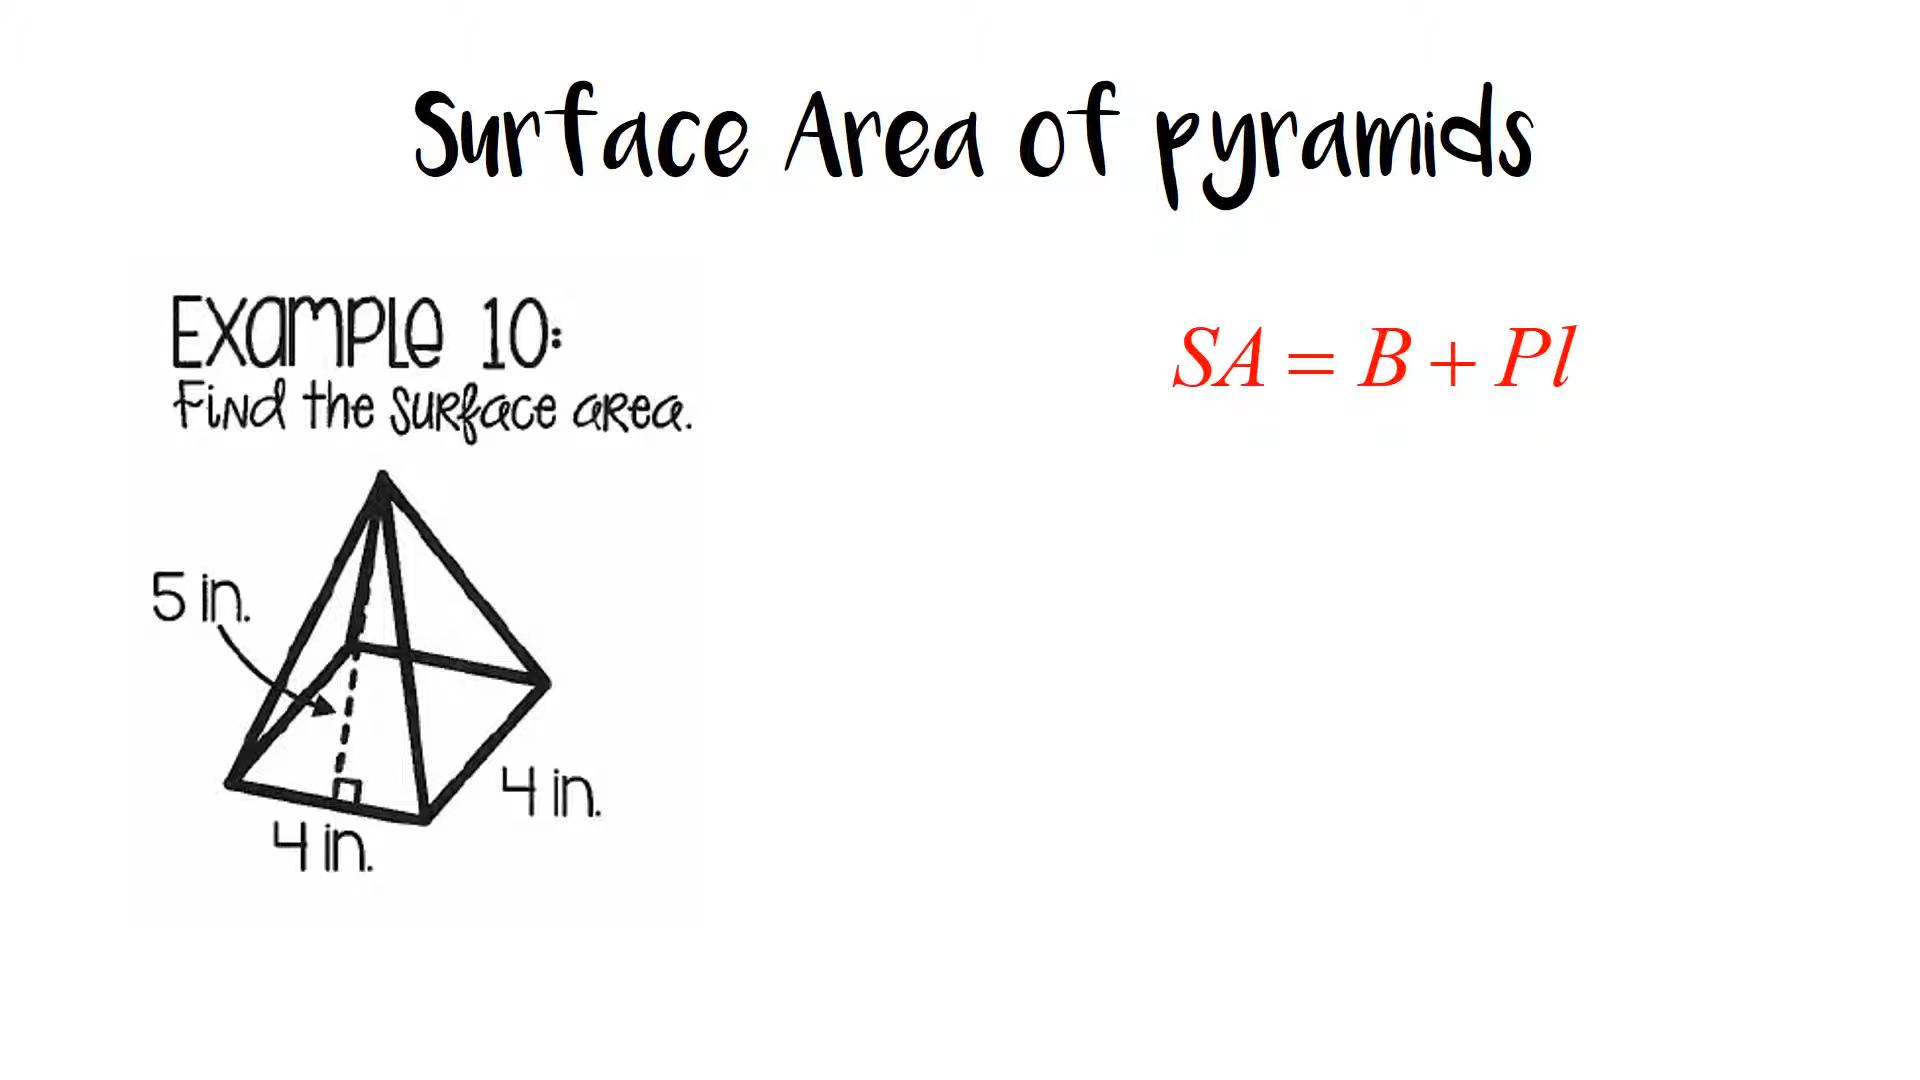 Surface Area of pyramids
Example 10:
Find the surface area.
SA = B + Pl
5 in.
4 in.
4 in.